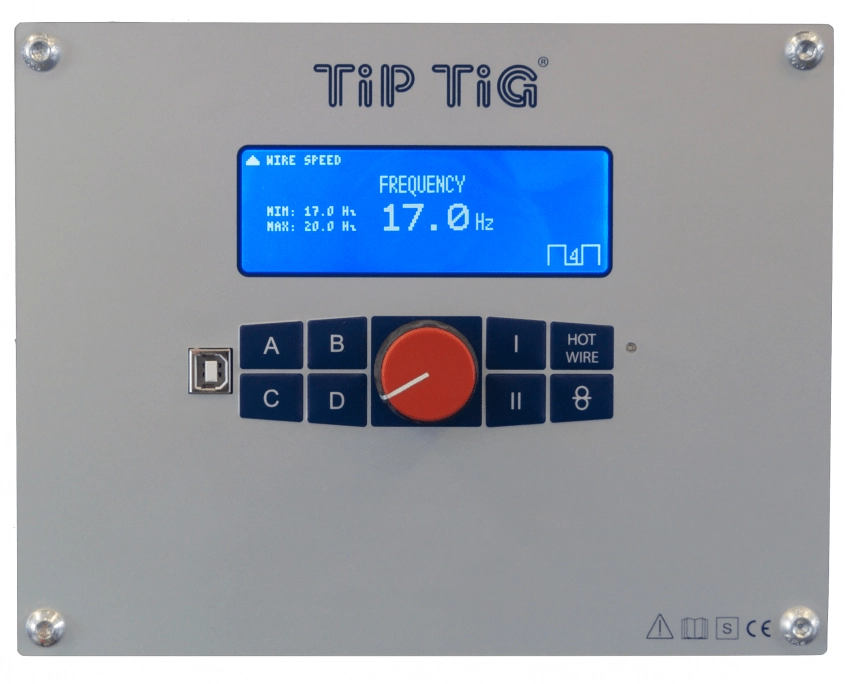 TiP TiG®
WIRE SPEED
FREQUENCY
MIN: 17.0 Hz
MAX: 20.0 Hz
17.0 Hz
4
A
B
I
HOT
WIRE
C
D
II
S
CE